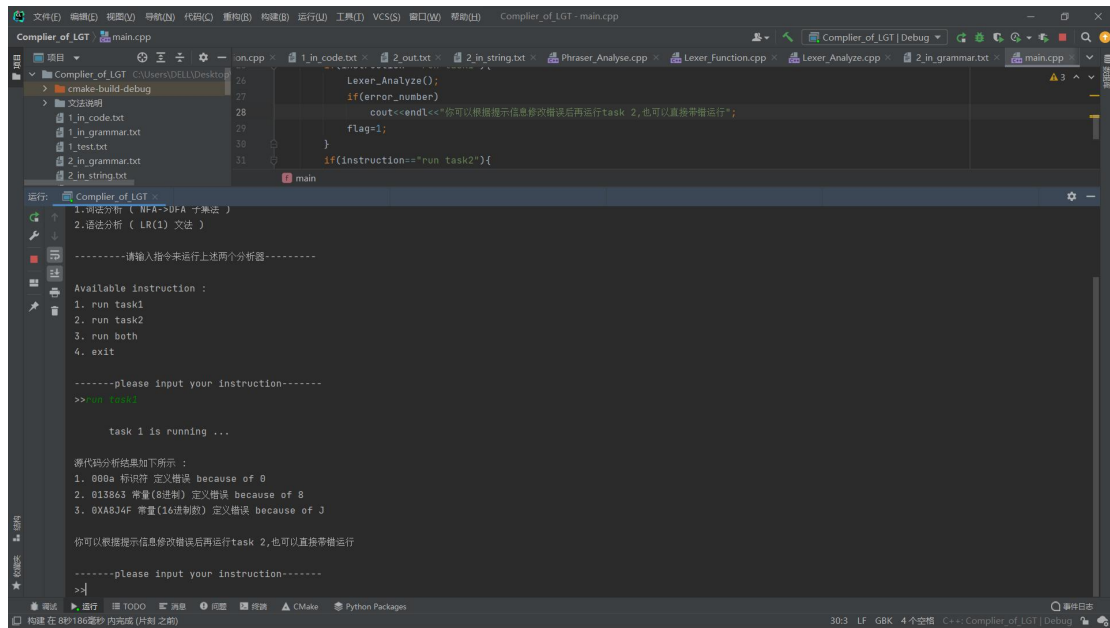 文件(F) 编辑(E) 视图(V) 导航(N) 代码(C) 重构(R) 构建(B) 运行(U) 工具(T) VCS(S) 窗口(W) 帮助(H) Complier_of_LGT - main.cpp
Complier_of_LGT main.cpp
Complier_of_LGT | Debug
项目
on.cpp 1_in_code.txt 2_out.txt 2_in_string.txt Phraser_Analyse.cpp Lexer_Function.cpp Lexer_Analyze.cpp 2_in_grammar.txt main.cpp
Complier_of_LGT C:\Users\DELL\Desktop
cmake-build-debug
文法说明
1_in_code.txt
1_in_grammar.txt
1_test.txt
2_in_grammar.txt
2_in_string.txt
3
26 Lexer_Analyze();
27 if(error_number)
28 cout<<endl<<"你可以根据提示信息修改错误后再运行task 2,也可以直接带错运行";
29 flag=1;
30 }
31 if(instruction=="run task2"){
main
运行: Complier_of_LGT
1.词法分析 ( NFA->DFA 子集法 )
2.语法分析 ( LR(1) 文法 )
---------请输入指令来运行上述两个分析器---------
Available instruction :
1. run task1
2. run task2
3. run both
4. exit
-------please input your instruction-------
>>run task1
task 1 is running ...
源代码分析结果如下所示 :
1. 000a 标识符 定义错误 because of 0
2. 013863 常量(8进制) 定义错误 because of 8
3. 0XA8J4F 常量(16进制数) 定义错误 because of J
你可以根据提示信息修改错误后再运行task 2,也可以直接带错运行
-------please input your instruction-------
>>
结构
收藏夹
调试 运行 TODO 消息 问题 终端 CMake Python Packages 事件日志
构建 在 8秒186毫秒 内完成 (片刻 之前) 30:3 LF GBK 4 个空格 C++: Complier_of_LGT | Debug